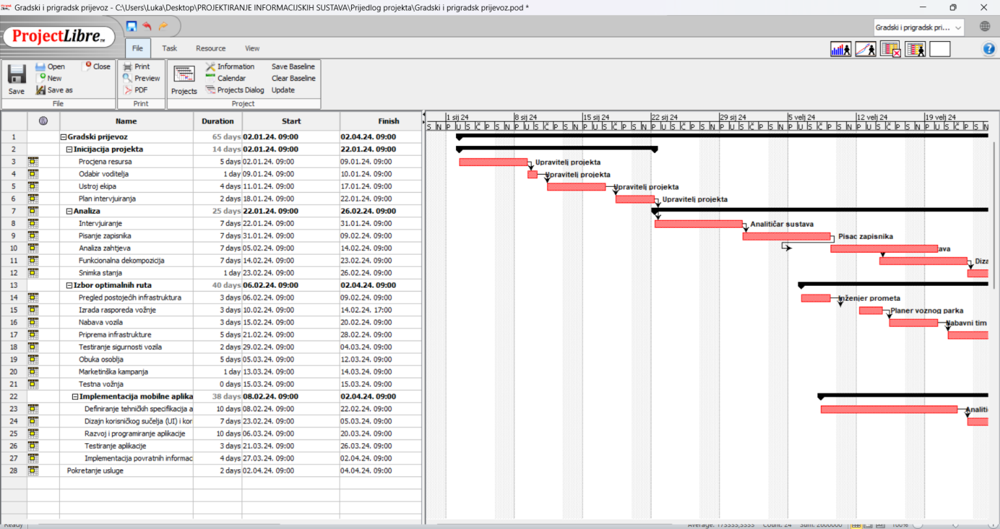 Gradski i prigradsk prijevoz - C:\Users\Luka\Desktop\PROJEKTIRANJE INFORMACIJSKIH SUSTAVA\Prijedlog projekta\Gradski i prigradsk prijevoz.pod *
ProjectLibre
Gradski i prigradsk pri...
File Task Resource View
Save Open New Save as Close
File
Print Preview PDF
Print
Projects Information Calendar Projects Dialog Save Baseline Clear Baseline Update
Project
Name Duration Start Finish
1 Gradski prijevoz 65 days 02.01.24. 09:00 02.04.24. 09:00
2 Inicijacija projekta 14 days 02.01.24. 09:00 22.01.24. 09:00
3 Procjena resursa 5 days 02.01.24. 09:00 09.01.24. 09:00
4 Odabir voditelja 1 day 09.01.24. 09:00 10.01.24. 09:00
5 Ustroj ekipa 4 days 11.01.24. 09:00 17.01.24. 09:00
6 Plan intervjuiranja 2 days 18.01.24. 09:00 22.01.24. 09:00
7 Analiza 25 days 22.01.24. 09:00 26.02.24. 09:00
8 Intervjuiranje 7 days 22.01.24. 09:00 31.01.24. 09:00
9 Pisanje zapisnika 7 days 31.01.24. 09:00 09.02.24. 09:00
10 Analiza zahtjeva 7 days 05.02.24. 09:00 14.02.24. 09:00
11 Funkcionalna dekompozicija 7 days 14.02.24. 09:00 23.02.24. 09:00
12 Snimka stanja 1 day 23.02.24. 09:00 26.02.24. 09:00
13 Izbor optimalnih ruta 40 days 06.02.24. 09:00 02.04.24. 09:00
14 Pregled postojećih infrastruktura 3 days 06.02.24. 09:00 09.02.24. 09:00
15 Izrada rasporeda vožnje 3 days 10.02.24. 09:00 14.02.24. 17:00
16 Nabava vozila 3 days 15.02.24. 09:00 20.02.24. 09:00
17 Priprema infrastrukture 5 days 21.02.24. 09:00 28.02.24. 09:00
18 Testiranje sigurnosti vozila 2 days 29.02.24. 09:00 04.03.24. 09:00
19 Obuka osoblja 5 days 05.03.24. 09:00 12.03.24. 09:00
20 Marketinška kampanja 1 day 13.03.24. 09:00 14.03.24. 09:00
21 Testna vožnja 0 days 15.03.24. 09:00 15.03.24. 09:00
22 Implementacija mobilne aplika 38 days 08.02.24. 09:00 02.04.24. 09:00
23 Definiranje tehničkih specifikacija a 10 days 08.02.24. 09:00 22.02.24. 09:00
24 Dizajn korisničkog sučelja (UI) i kor 7 days 23.02.24. 09:00 05.03.24. 09:00
25 Razvoj i programiranje aplikacije 10 days 06.03.24. 09:00 20.03.24. 09:00
26 Testiranje aplikacije 3 days 21.03.24. 09:00 26.03.24. 09:00
27 Implementacija povratnih informac 4 days 27.03.24. 09:00 02.04.24. 09:00
28 Pokretanje usluge 2 days 02.04.24. 09:00 04.04.24. 09:00
1 sij 24 8 sij 24 15 sij 24 22 sij 24 29 sij 24 5 velj 24 12 velj 24 19 velj 24
S N P U S Č P S N P U S Č P S N P U S Č P S N P U S Č P S N P U S Č P S N P U S Č P S N P U S Č P S N P U S Č P S N
Upravitelj projekta
Upravitelj projekta
Upravitelj projekta
Upravitelj projekta
Analitičar sustava
Pisac zapisnika
ava
Diza
Inženjer prometa
Planer voznog parka
Nabavni tim
Analiti
Ready Average: 173333,3333 Count: 24 Sum: 2600000 100%